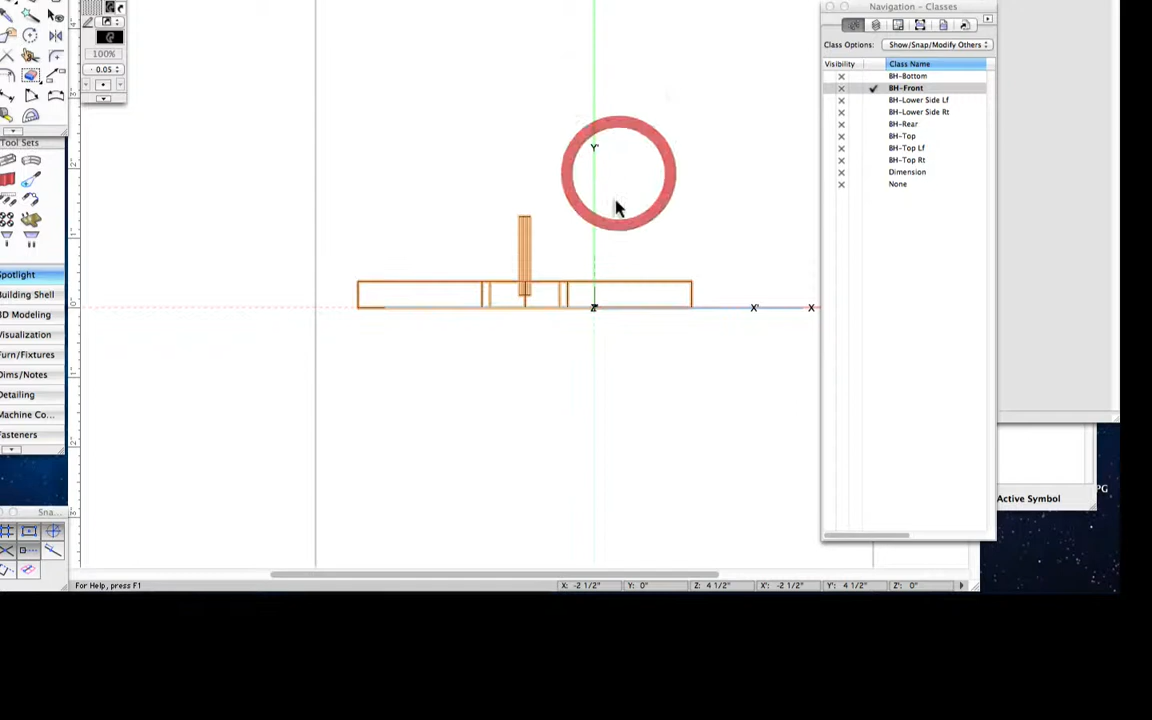 Navigation - Classes
Class Options: Show/Snap/Modify Others
Visibility Class Name
BH-Bottom
BH-Front
BH-Lower Side Lf
BH-Lower Side Rt
BH-Rear
BH-Top
BH-Top Lf
BH-Top Rt
Dimension
None
100%
0.05
Tool Sets
Spotlight
Building Shell
3D Modeling
Visualization
Furn/Fixtures
Dims/Notes
Detailing
Machine Co...
Fasteners
Sna...
Y'
Z
X'
X
PG
Active Symbol
For Help, press F1
X: -2 1/2" Y: 0" Z: 4 1/2" X': -2 1/2" Y': 4 1/2" Z': 0"